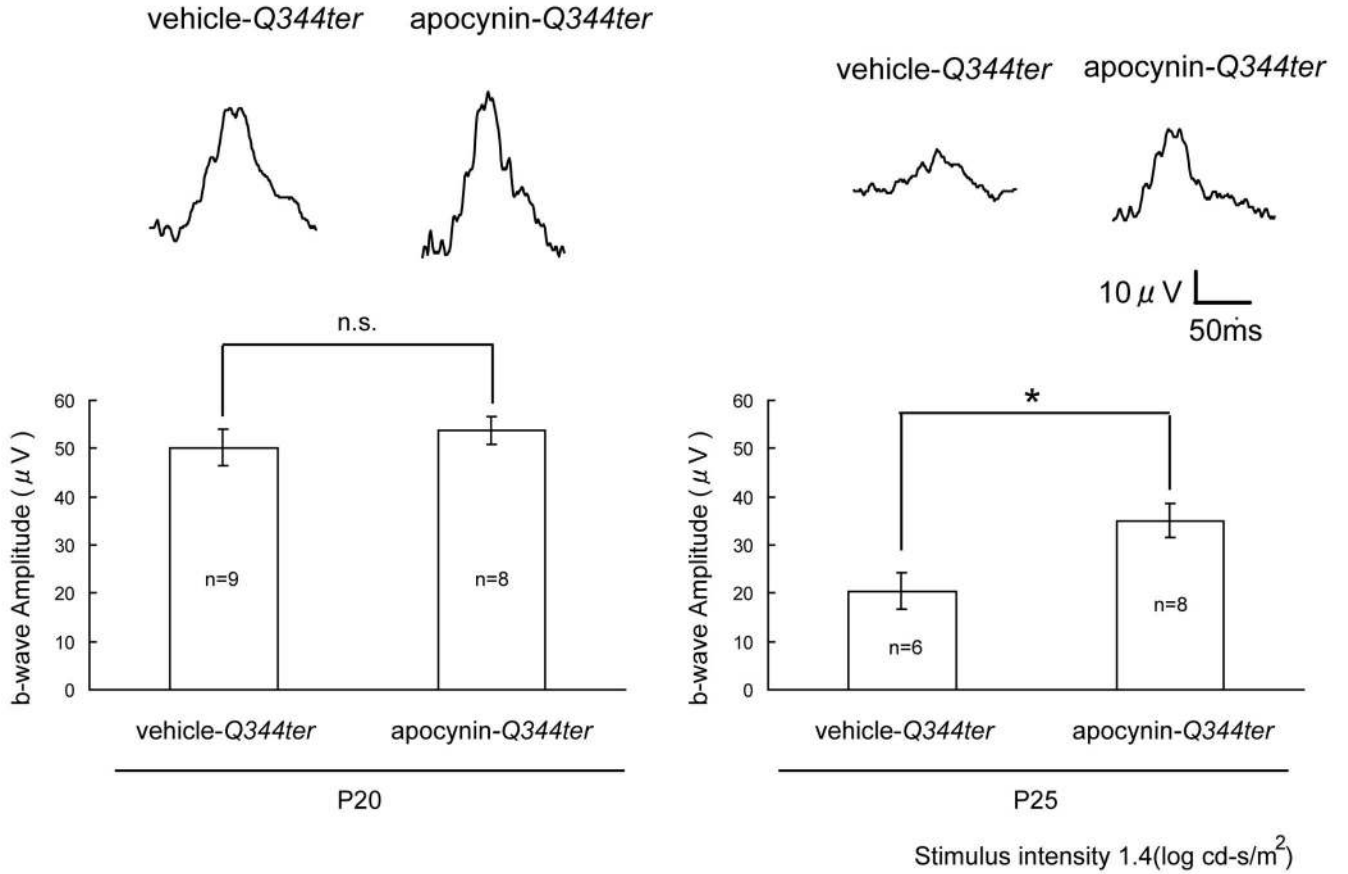 vehicle-Q344ter apocynin-Q344ter
vehicle-Q344ter apocynin-Q344ter
10 μV
50ms
n.s.
b-wave Amplitude (μV)
60
50
40
30
20
10
0
n=9
n=8
vehicle-Q344ter apocynin-Q344ter
P20
*
b-wave Amplitude (μV)
60
50
40
30
20
10
0
n=6
n=8
vehicle-Q344ter apocynin-Q344ter
P25
Stimulus intensity 1.4(log cd-s/m²)